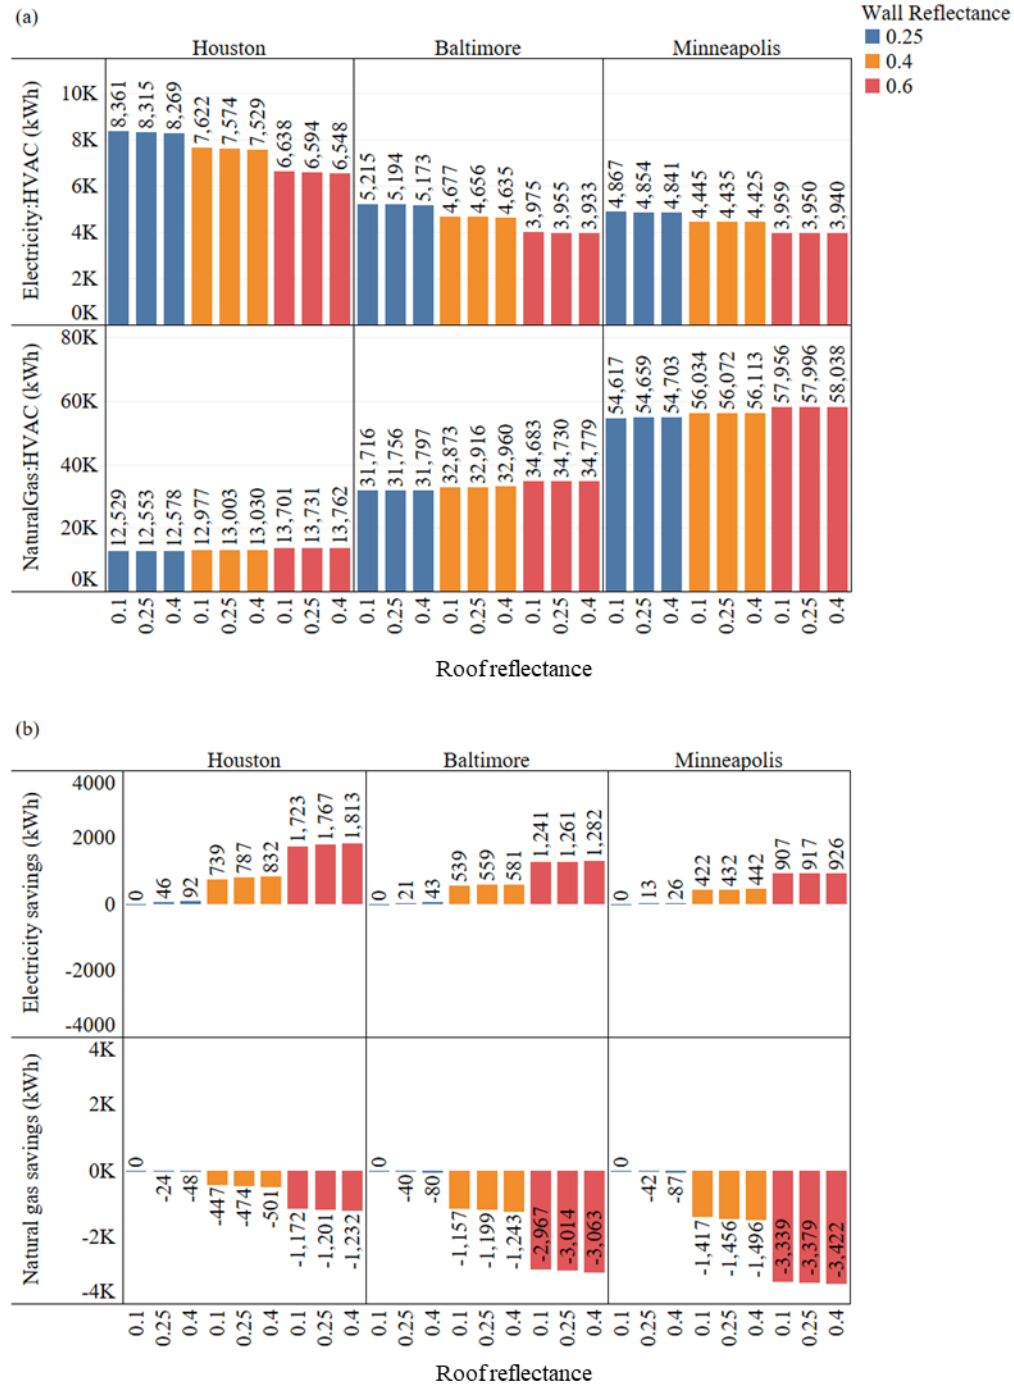 (a)
Wall Reflectance
0.25
0.4
0.6
Houston Baltimore Minneapolis
Electricity:HVAC (kWh)
10K
8K
6K
4K
2K
0K
8,361 8,315 8,269 7,622 7,574 7,529 6,638 6,594 6,548
5,215 5,194 5,173 4,677 4,656 4,635 3,975 3,955 3,933
4,867 4,854 4,841 4,445 4,435 4,425 3,959 3,950 3,940
NaturalGas:HVAC (kWh)
80K
60K
40K
20K
0K
12,529 12,553 12,578 12,977 13,003 13,030 13,701 13,731 13,762
31,716 31,756 31,797 32,873 32,916 32,960 34,683 34,730 34,779
54,617 54,659 54,703 56,034 56,072 56,113 57,956 57,996 58,038
0.1 0.25 0.4 0.1 0.25 0.4 0.1 0.25 0.4 0.1 0.25 0.4 0.1 0.25 0.4 0.1 0.25 0.4 0.1 0.25 0.4 0.1 0.25 0.4 0.1 0.25 0.4
Roof reflectance
(b)
Houston Baltimore Minneapolis
Electricity savings (kWh)
4000
2000
0
-2000
-4000
0 46 92 739 787 832 1,723 1,767 1,813
0 21 43 539 559 581 1,241 1,261 1,282
0 13 26 422 432 442 907 917 926
Natural gas savings (kWh)
4K
2K
0K
-2K
-4K
0 -24 -48 -447 -474 -501 -1,172 -1,201 -1,232
0 -40 -80 -1,157 -1,199 -1,243 -2,967 -3,014 -3,063
0 -42 -87 -1,417 -1,456 -1,496 -3,339 -3,379 -3,422
0.1 0.25 0.4 0.1 0.25 0.4 0.1 0.25 0.4 0.1 0.25 0.4 0.1 0.25 0.4 0.1 0.25 0.4 0.1 0.25 0.4 0.1 0.25 0.4 0.1 0.25 0.4
Roof reflectance